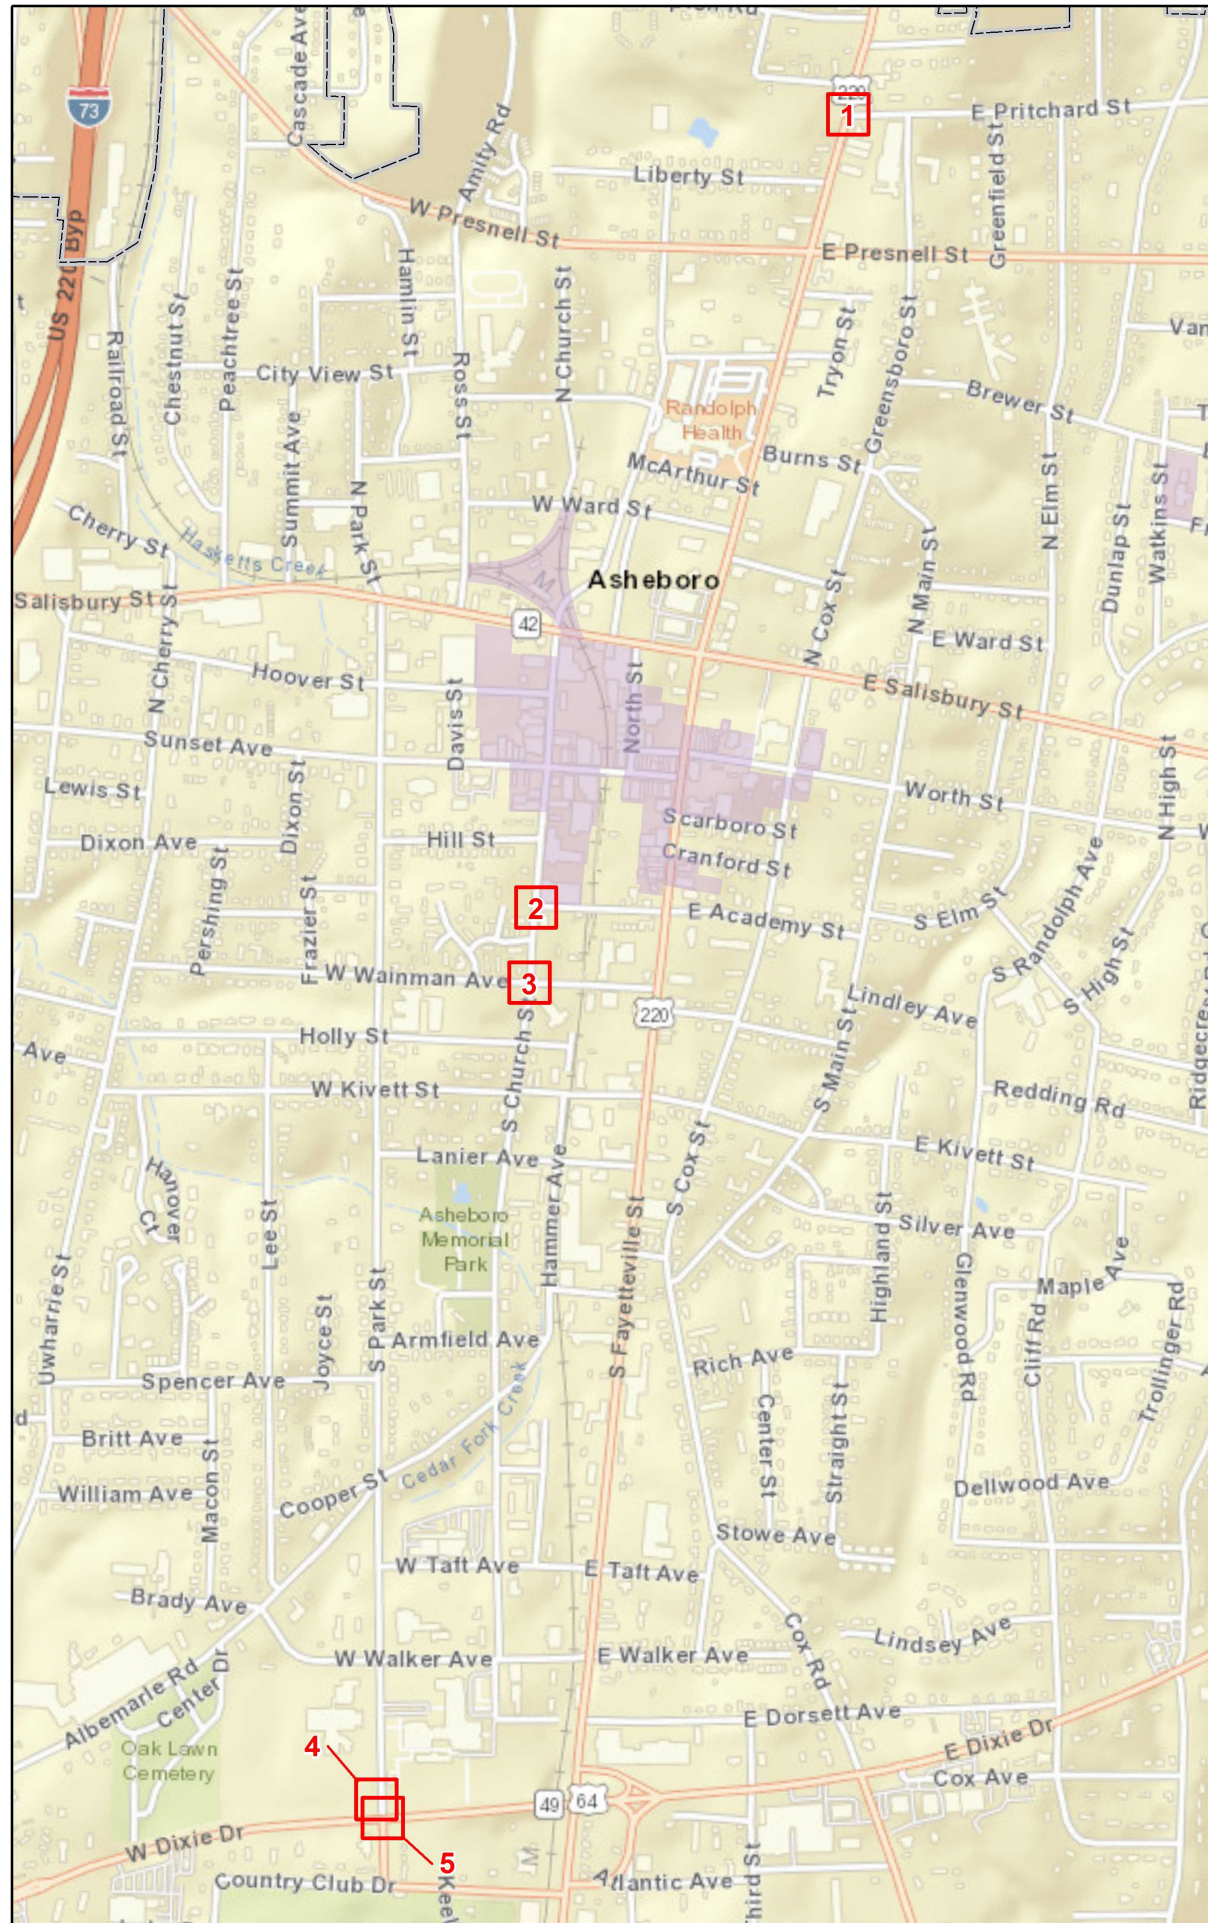 Cascade Ave
73
220
1
E Pritchard St
Greenfield St
Amity Rd
Liberty St
W Presnell St
E Presnell St
US 220 Byp
Hamlin St
N Church St
Peachtree St
Chestnut St
Railroad St
Tryon St
Greensboro St
Van
City View St
Ross St
Brewer St
Randolph
Health
Summit Ave
N Park St
McArthur St
Burns St
W Ward St
N Elm St
Watkins St
Dunlap St
Cherry St
Hasketts Creek
Asheboro
N Main St
N Cox St
Salisbury St
42
E Ward St
N Cherry St
Hoover St
Davis St
North St
E Salisbury St
Sunset Ave
Lewis St
Dixon St
Worth St
N High St
Dixon Ave
Hill St
Scarboro St
Cranford St
Pershing St
Frazier St
2
E Academy St
S Elm St
S Randolph Ave
S High St
W Wainman Ave
3
220
Lindley Ave
Ridgecrest Rd
Ave
Holly St
S Church St
S Main St
W Kivett St
Redding Rd
E Kivett St
Lanier Ave
Hammer Ave
S Cox St
Hanover
Ct
Lee St
Asheboro
Memorial
Park
Highland St
Silver Ave
Uwharrie St
Joyce St
S Park St
Armfield Ave
S Fayetteville St
Glenwood Rd
Maple Ave
Cliff Rd
Trollinger Rd
Spencer Ave
Rich Ave
Center St
Straight St
d
Britt Ave
Macon St
William Ave
Cooper St
Cedar Fork Creek
Dellwood Ave
Stowe Ave
W Taft Ave
E Taft Ave
Brady Ave
Cox Rd
Lindsey Ave
W Walker Ave
E Walker Ave
Albemarle Rd
Center Dr
E Dorsett Ave
Oak Lawn
Cemetery
4
E Dixie Dr
Cox Ave
49
64
W Dixie Dr
5
Country Club Dr
Keel
Atlantic Ave
Third St